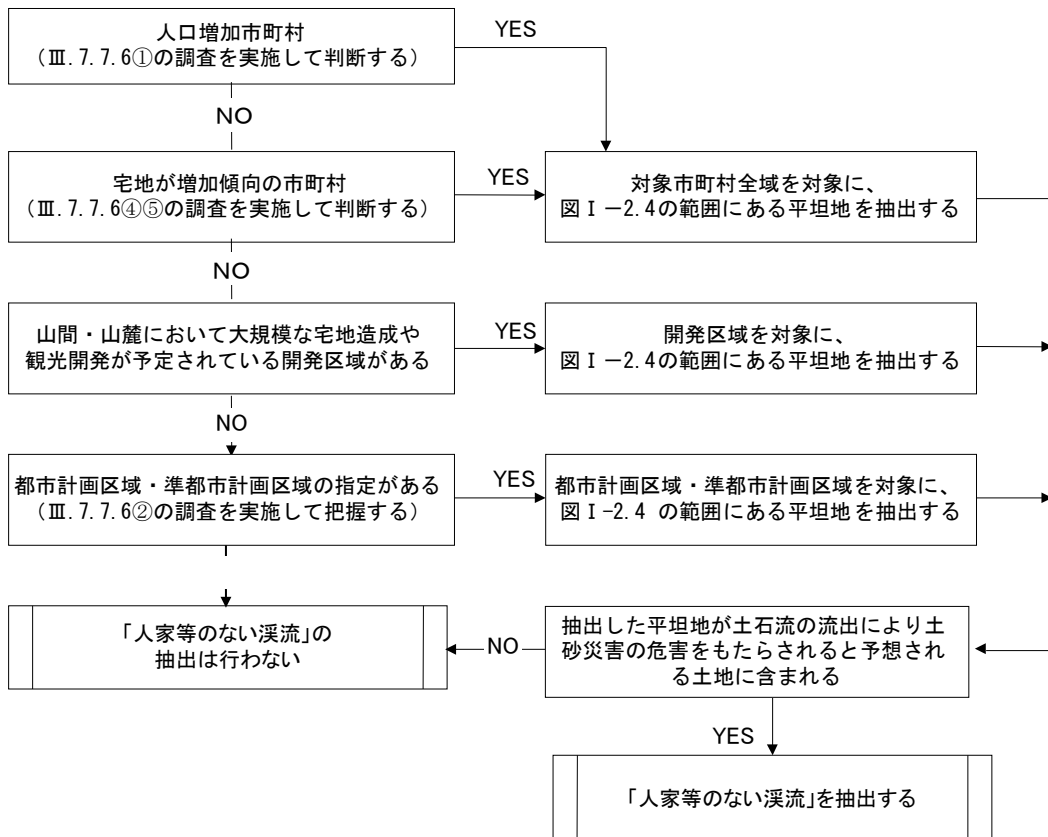 人口増加市町村
（Ⅲ.7.7.6①の調査を実施して判断する）
YES
NO
宅地が増加傾向の市町村
（Ⅲ.7.7.6④⑤の調査を実施して判断する）
YES
対象市町村全域を対象に、
図Ⅰ－2.4の範囲にある平坦地を抽出する
NO
山間・山麓において大規模な宅地造成や
観光開発が予定されている開発区域がある
YES
開発区域を対象に、
図Ⅰ－2.4の範囲にある平坦地を抽出する
NO
都市計画区域・準都市計画区域の指定がある
（Ⅲ.7.7.6②の調査を実施して把握する）
YES
都市計画区域・準都市計画区域を対象に、
図Ⅰ-2.4 の範囲にある平坦地を抽出する
「人家等のない渓流」の
抽出は行わない
NO
抽出した平坦地が土石流の流出により土
砂災害の危害をもたらされると予想され
る土地に含まれる
YES
「人家等のない渓流」を抽出する